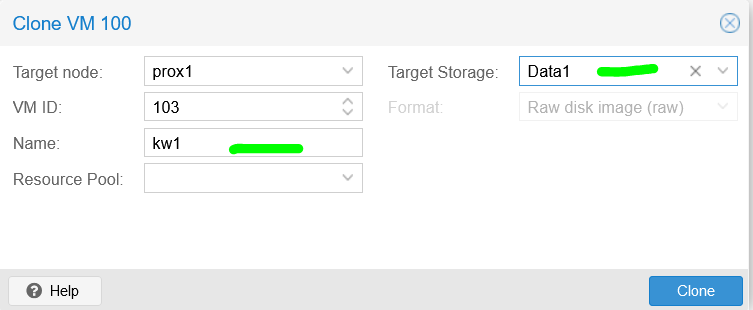 Clone VM 100
Target node: prox1 Target Storage: Data1
VM ID: 103 Format: Raw disk image (raw)
Name: kw1
Resource Pool:
Help Clone